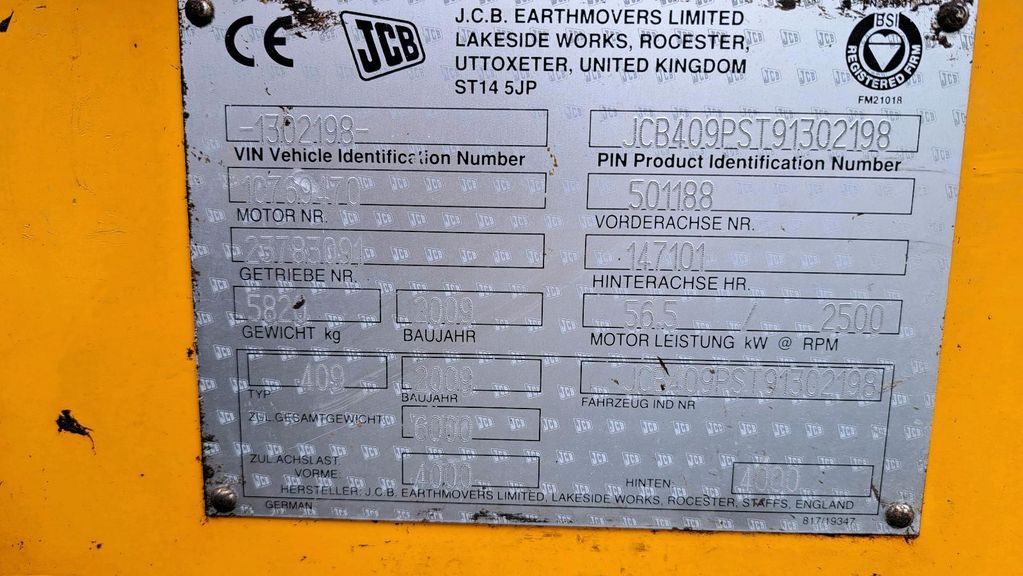 CE JCB J.C.B. EARTHMOVERS LIMITED
LAKESIDE WORKS, ROCESTER,
UTTOXETER, UNITED KINGDOM
ST14 5JP
BSI
REGISTERED FIRM
FM21018
-1302198- JCB409PST91302198
VIN Vehicle Identification Number PIN Product Identification Number
501188
MOTOR NR. VORDERACHSE NR.
147101
GETRIEBE NR. HINTERACHSE HR.
5820 2009 56.5 / 2500
GEWICHT kg BAUJAHR MOTOR LEISTUNG kW @ RPM
409 2009 JCB409PST91302198
TYP BAUJAHR FAHRZEUG IND NR
ZUL.GESAMTGEWICHT 6000
ZUL.ACHSLAST.
VORME. 4000 HINTEN: 4000
HERSTELLER: J.C.B. EARTHMOVERS LIMITED, LAKESIDE WORKS, ROCESTER, STAFFS, ENGLAND
GERMAN 817/19347